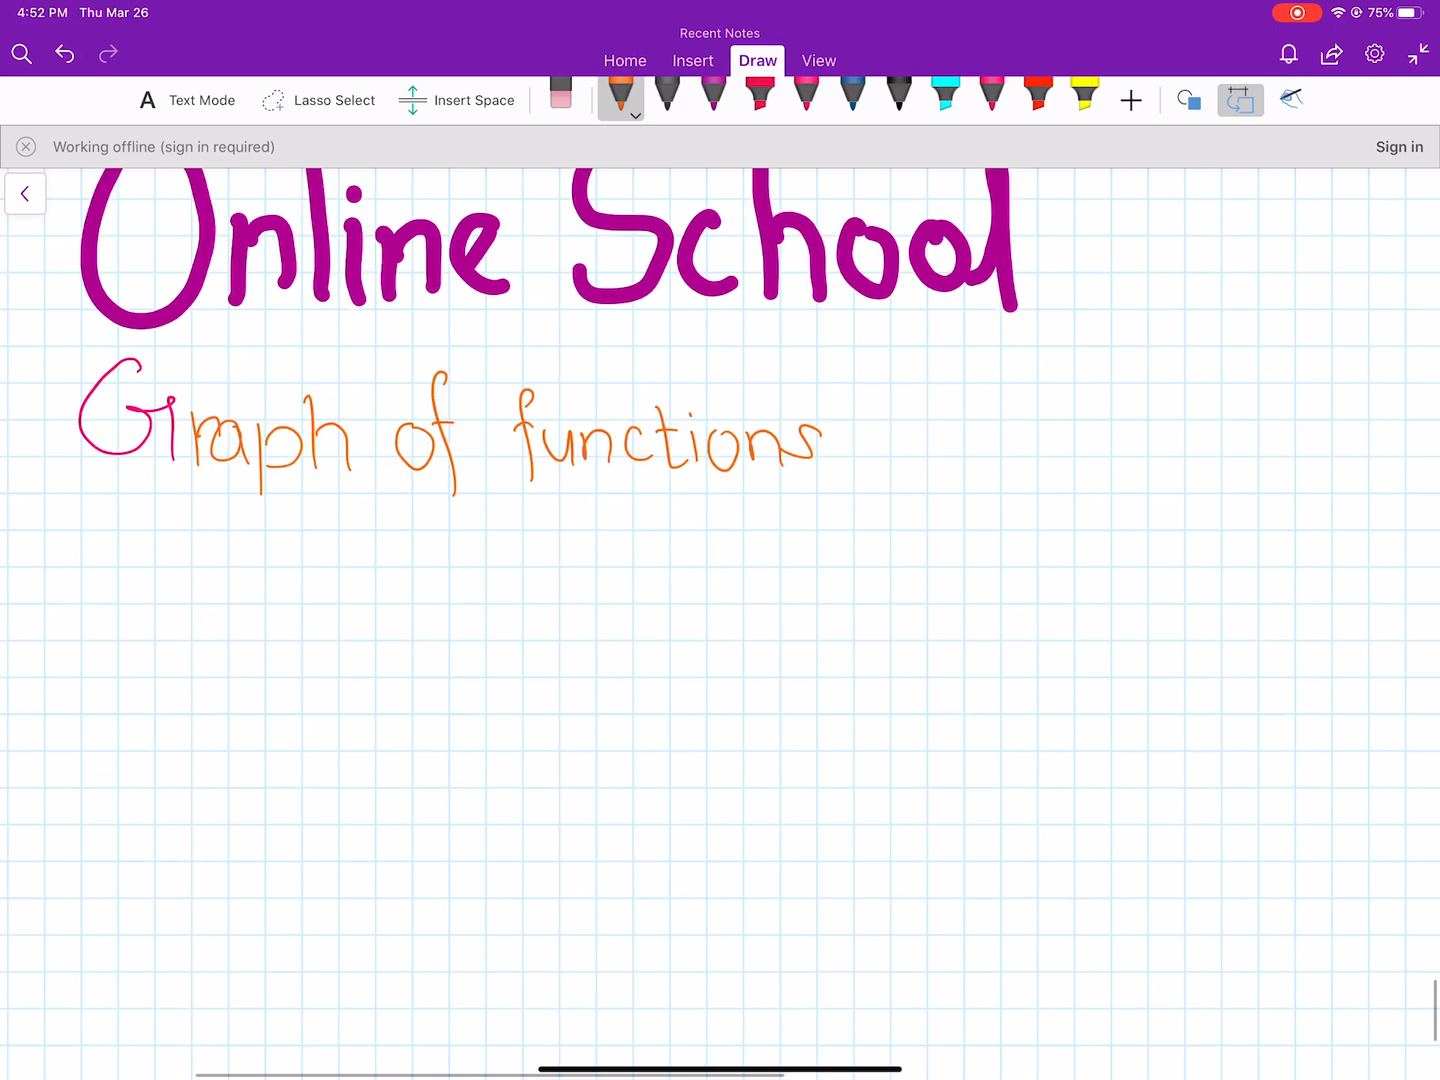 4:52 PM Thu Mar 26
75%
Recent Notes
Home Insert Draw View
A Text Mode Lasso Select Insert Space
Working offline (sign in required) Sign in
Online School
Graph of functions